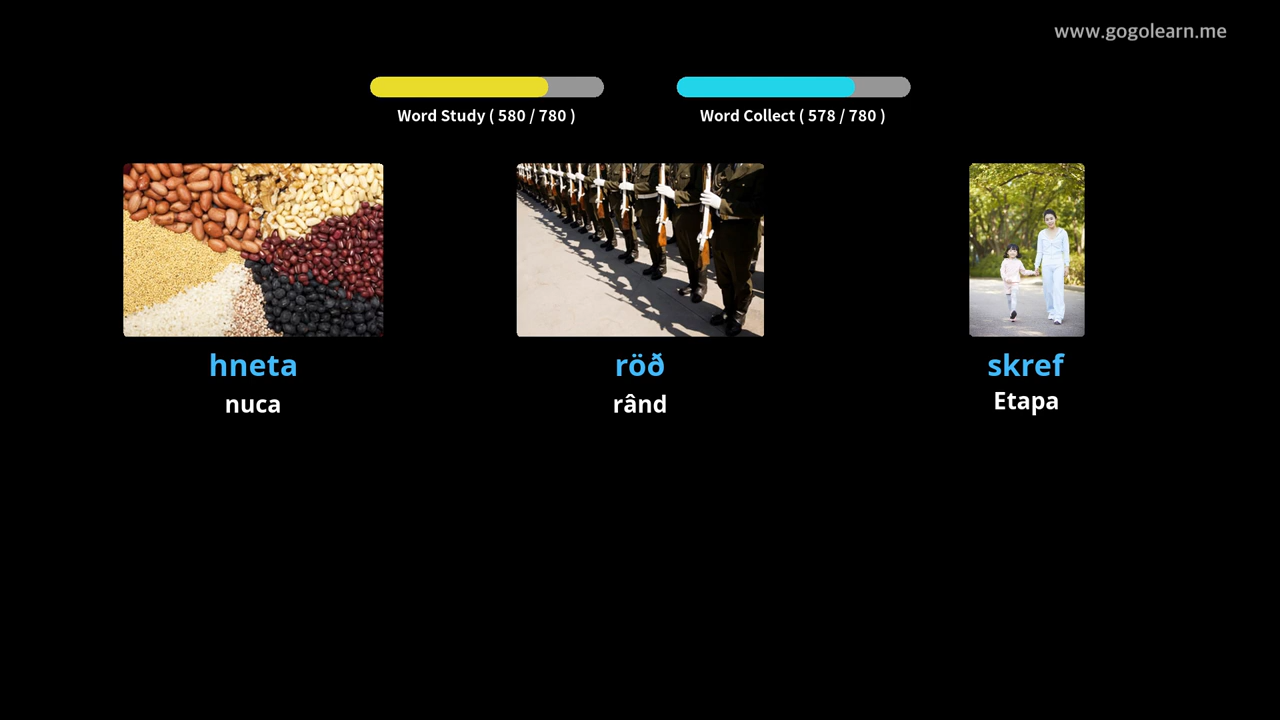 www.gogolearn.me
Word Study ( 580 / 780 )
Word Collect ( 578 / 780 )
hneta
nuca
röð
rând
skref
Etapa